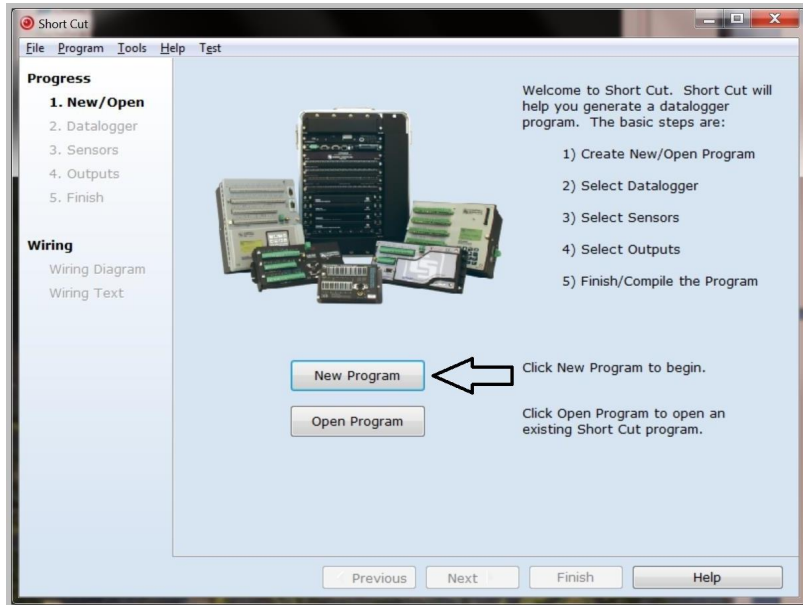 Short Cut
File Program Tools Help Test
Progress
1. New/Open
2. Datalogger
3. Sensors
4. Outputs
5. Finish
Wiring
Wiring Diagram
Wiring Text
Welcome to Short Cut. Short Cut will
help you generate a datalogger
program. The basic steps are:
1) Create New/Open Program
2) Select Datalogger
3) Select Sensors
4) Select Outputs
5) Finish/Compile the Program
New Program
Click New Program to begin.
Open Program
Click Open Program to open an
existing Short Cut program.
Previous Next Finish Help